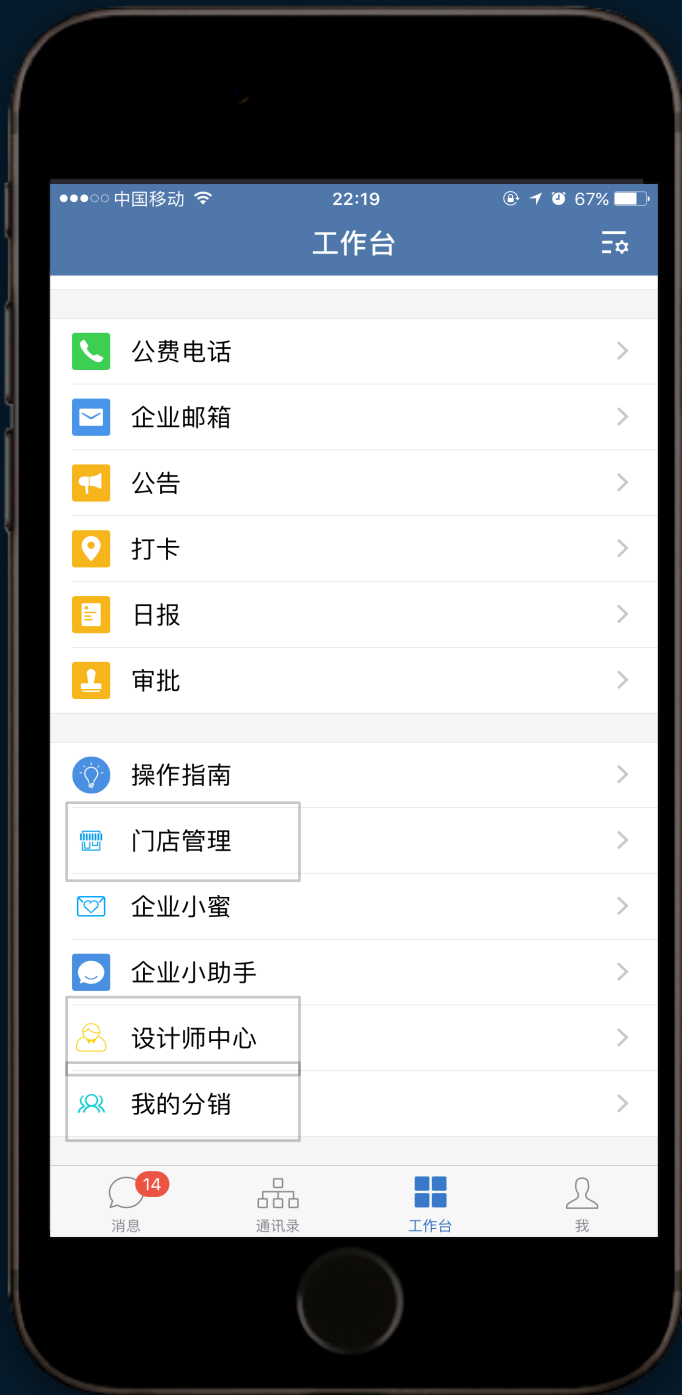 中国移动 22:19 67%
工作台
公费电话
企业邮箱
公告
打卡
日报
审批
操作指南
门店管理
企业小蜜
企业小助手
设计师中心
我的分销
14
消息 通讯录 工作台 我